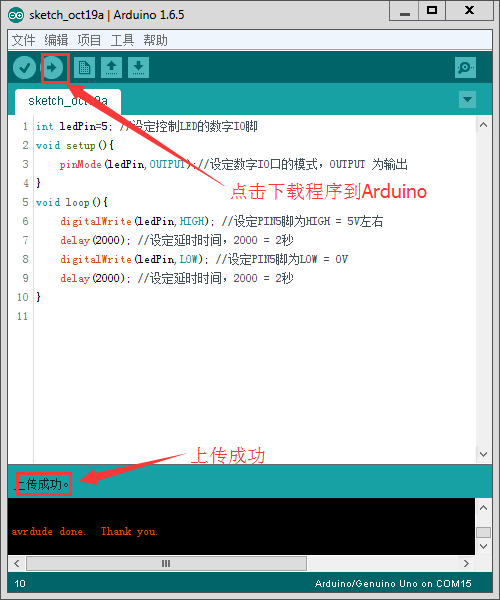 sketch_oct19a | Arduino 1.6.5
文件 编辑 项目 工具 帮助
sketch_oct19a
1 int ledPin=5; //设定控制LED的数字IO脚
2 void setup(){
3 pinMode(ledPin,OUTPUT);//设定数字IO口的模式，OUTPUT 为输出
4 }
点击下载程序到Arduino
5 void loop(){
6 digitalWrite(ledPin,HIGH); //设定PIN5脚为HIGH = 5V左右
7 delay(2000); //设定延时时间，2000 = 2秒
8 digitalWrite(ledPin,LOW); //设定PIN5脚为LOW = 0V
9 delay(2000); //设定延时时间，2000 = 2秒
10 }
11
上传成功
上传成功。
avrdude done.  Thank you.
10 Arduino/Genuino Uno on COM15